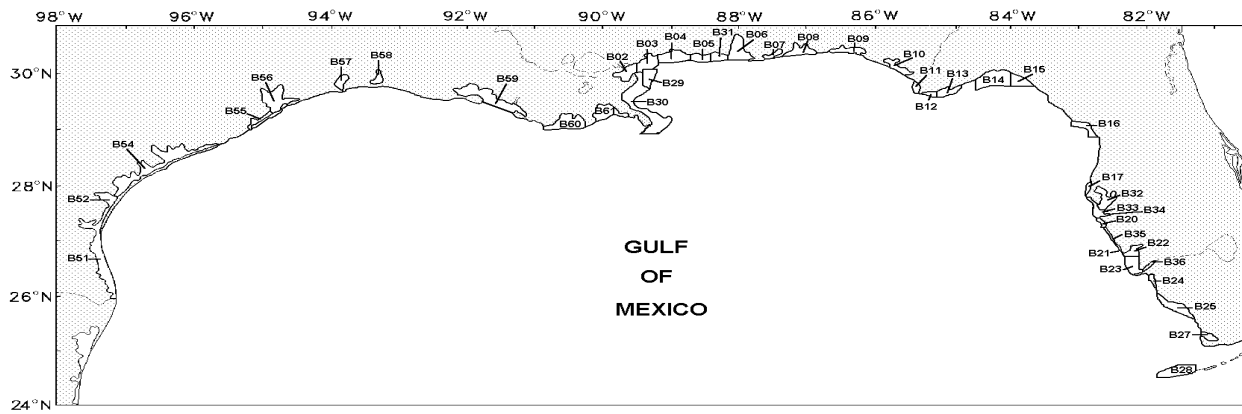 98°W 96°W 94°W 92°W 90°W 88°W 86°W 84°W 82°W
30°N
28°N
26°N
24°N
B02
B03
B04
B05
B31
B06
B07
B08
B09
B10
B11
B12
B13
B14
B15
B16
B17
B32
B33
B34
B20
B35
B21
B22
B23
B36
B24
B25
B27
B28
B29
B30
B61
B60
B59
B58
B57
B56
B55
B54
B52
B51
GULF
OF
MEXICO